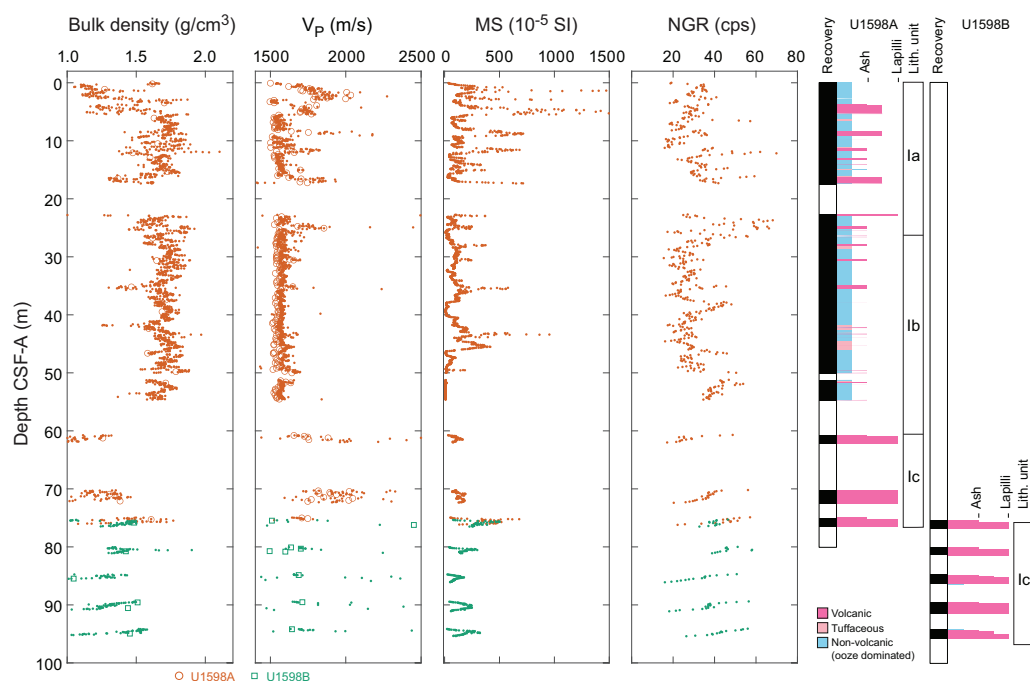 Bulk density (g/cm³) V_P (m/s) MS (10⁻⁵ SI) NGR (cps) Recovery U1598A Ash Lapilli Lith. unit Recovery U1598B
1.0 1.5 2.0 1500 2000 2500 0 500 1000 1500 0 20 40 60 80
Depth CSF-A (m)
0
10
20
30
40
50
60
70
80
90
100
Ia
Ib
Ic
Ash Lapilli Lith. unit
Ic
Volcanic
Tuffaceous
Non-volcanic
(ooze dominated)
U1598A U1598B